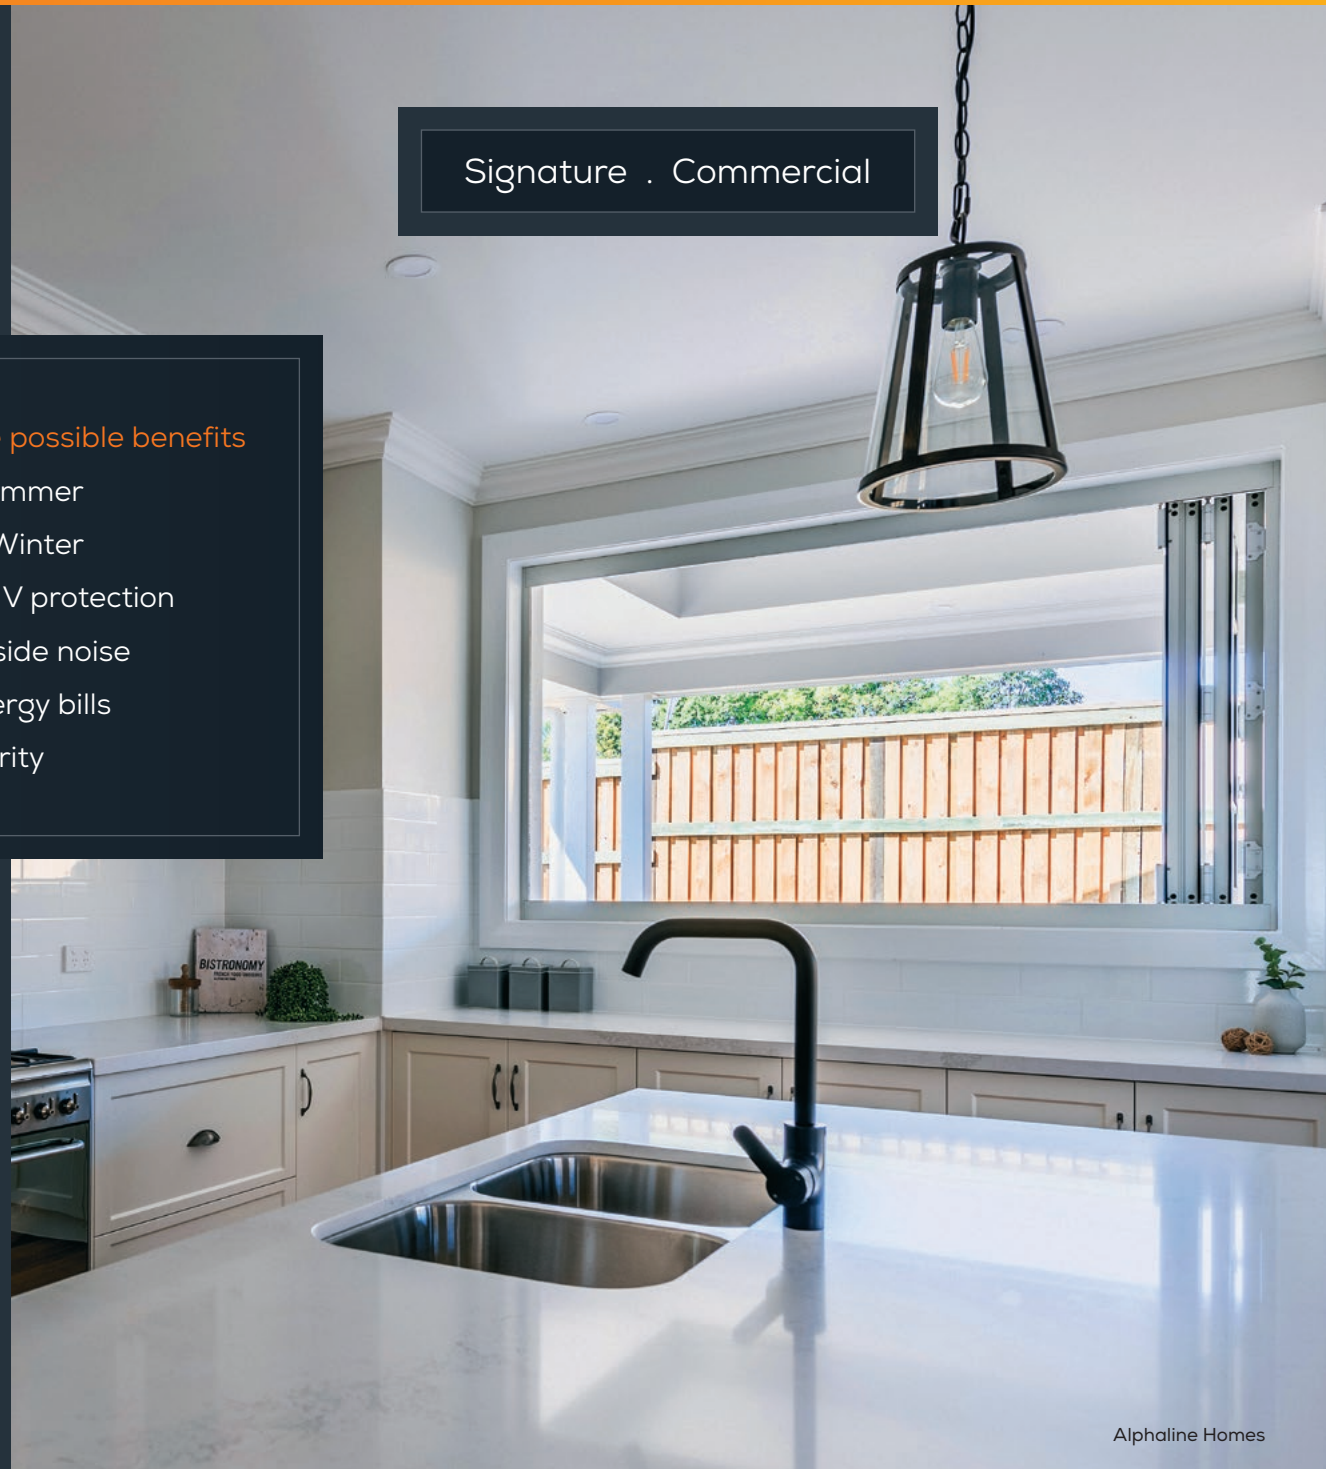 Signature . Commercial
possible benefits
mmer
Winter
V protection
side noise
ergy bills
rity
BISTRONOMY
Alphaline Homes